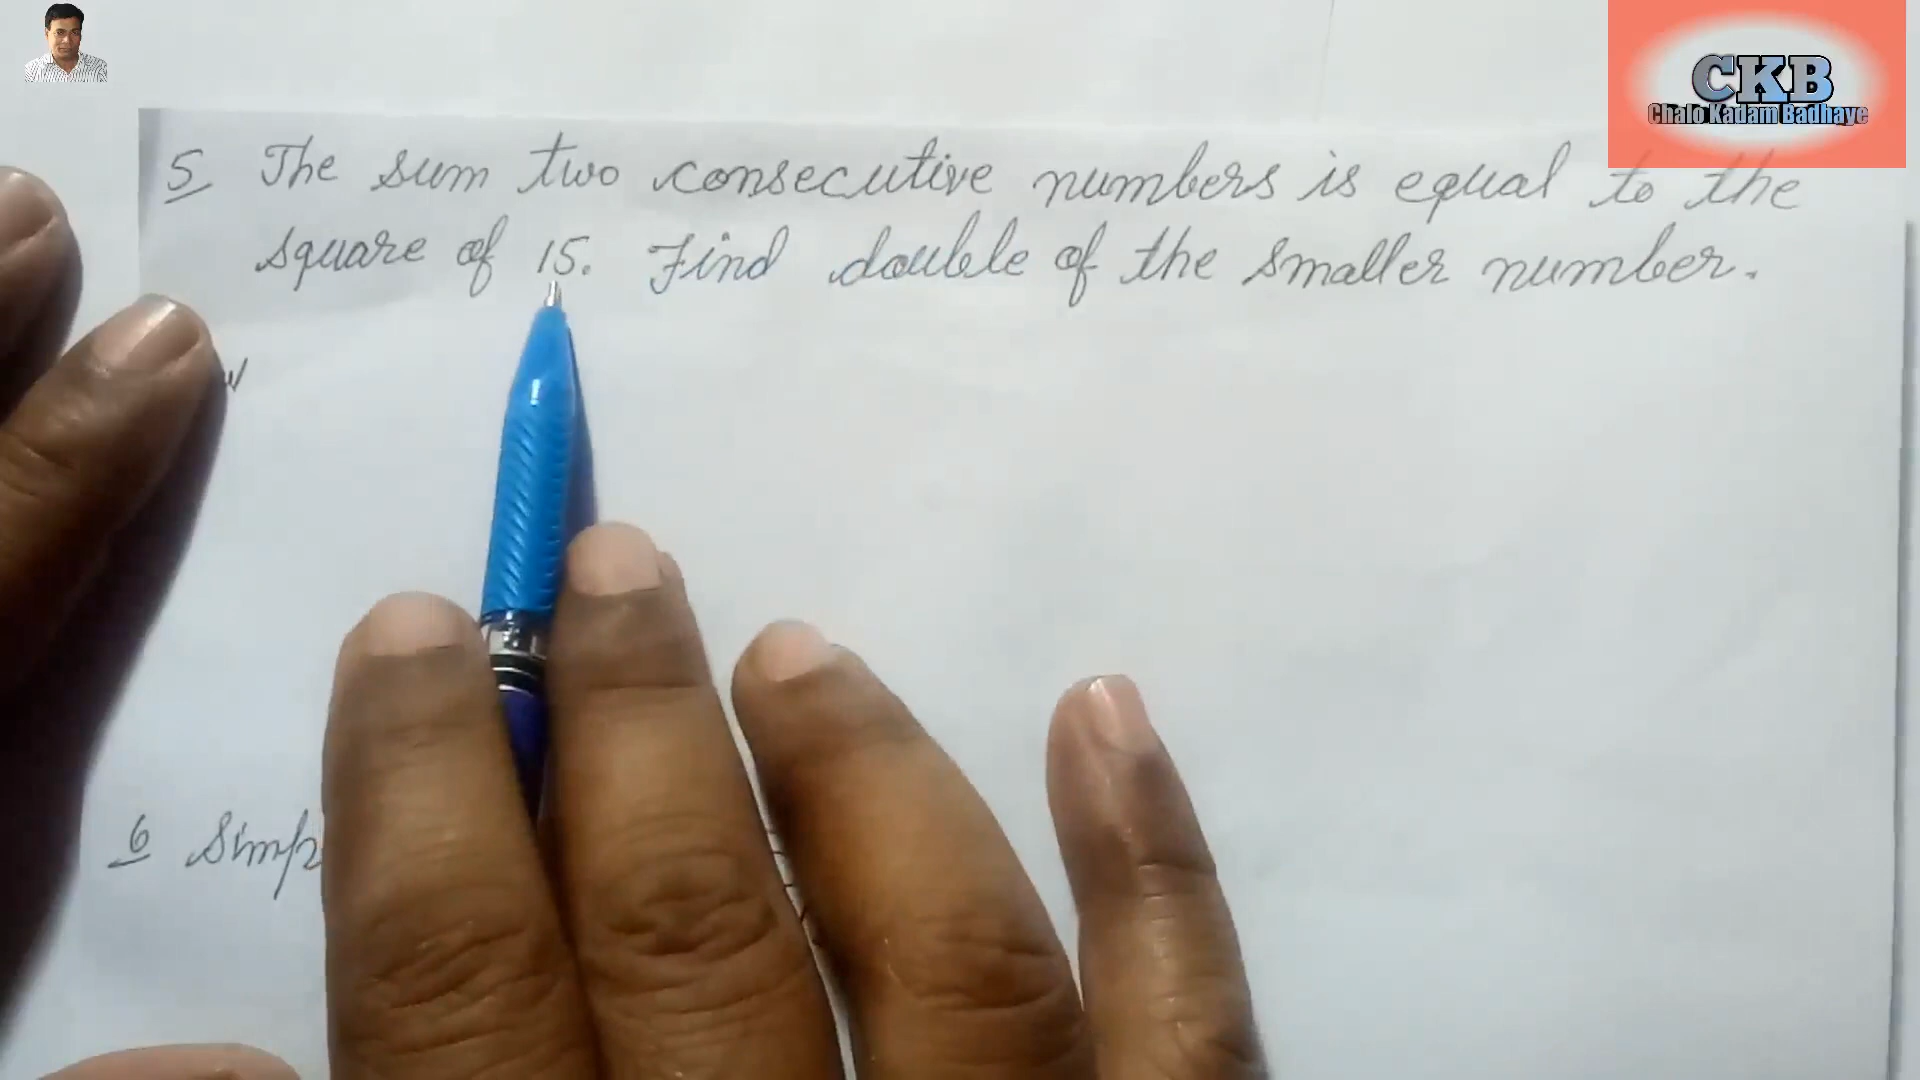 CKB
Chalo Kadam Badhaye
5 The sum two consecutive numbers is equal to the
square of 15. Find double of the smaller number.
6